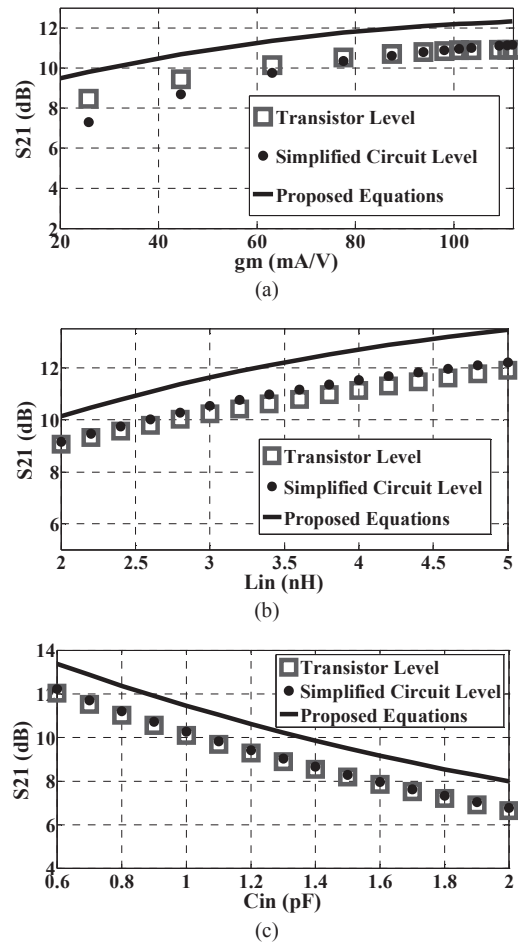 12
10
8
6
4
2
S21 (dB)
Transistor Level
Simplified Circuit Level
Proposed Equations
20 40 60 80 100
gm (mA/V)
(a)
12
10
8
6
S21 (dB)
Transistor Level
Simplified Circuit Level
Proposed Equations
2 2.5 3 3.5 4 4.5 5
Lin (nH)
(b)
14
12
10
8
6
4
S21 (dB)
Transistor Level
Simplified Circuit Level
Proposed Equations
0.6 0.8 1 1.2 1.4 1.6 1.8 2
Cin (pF)
(c)